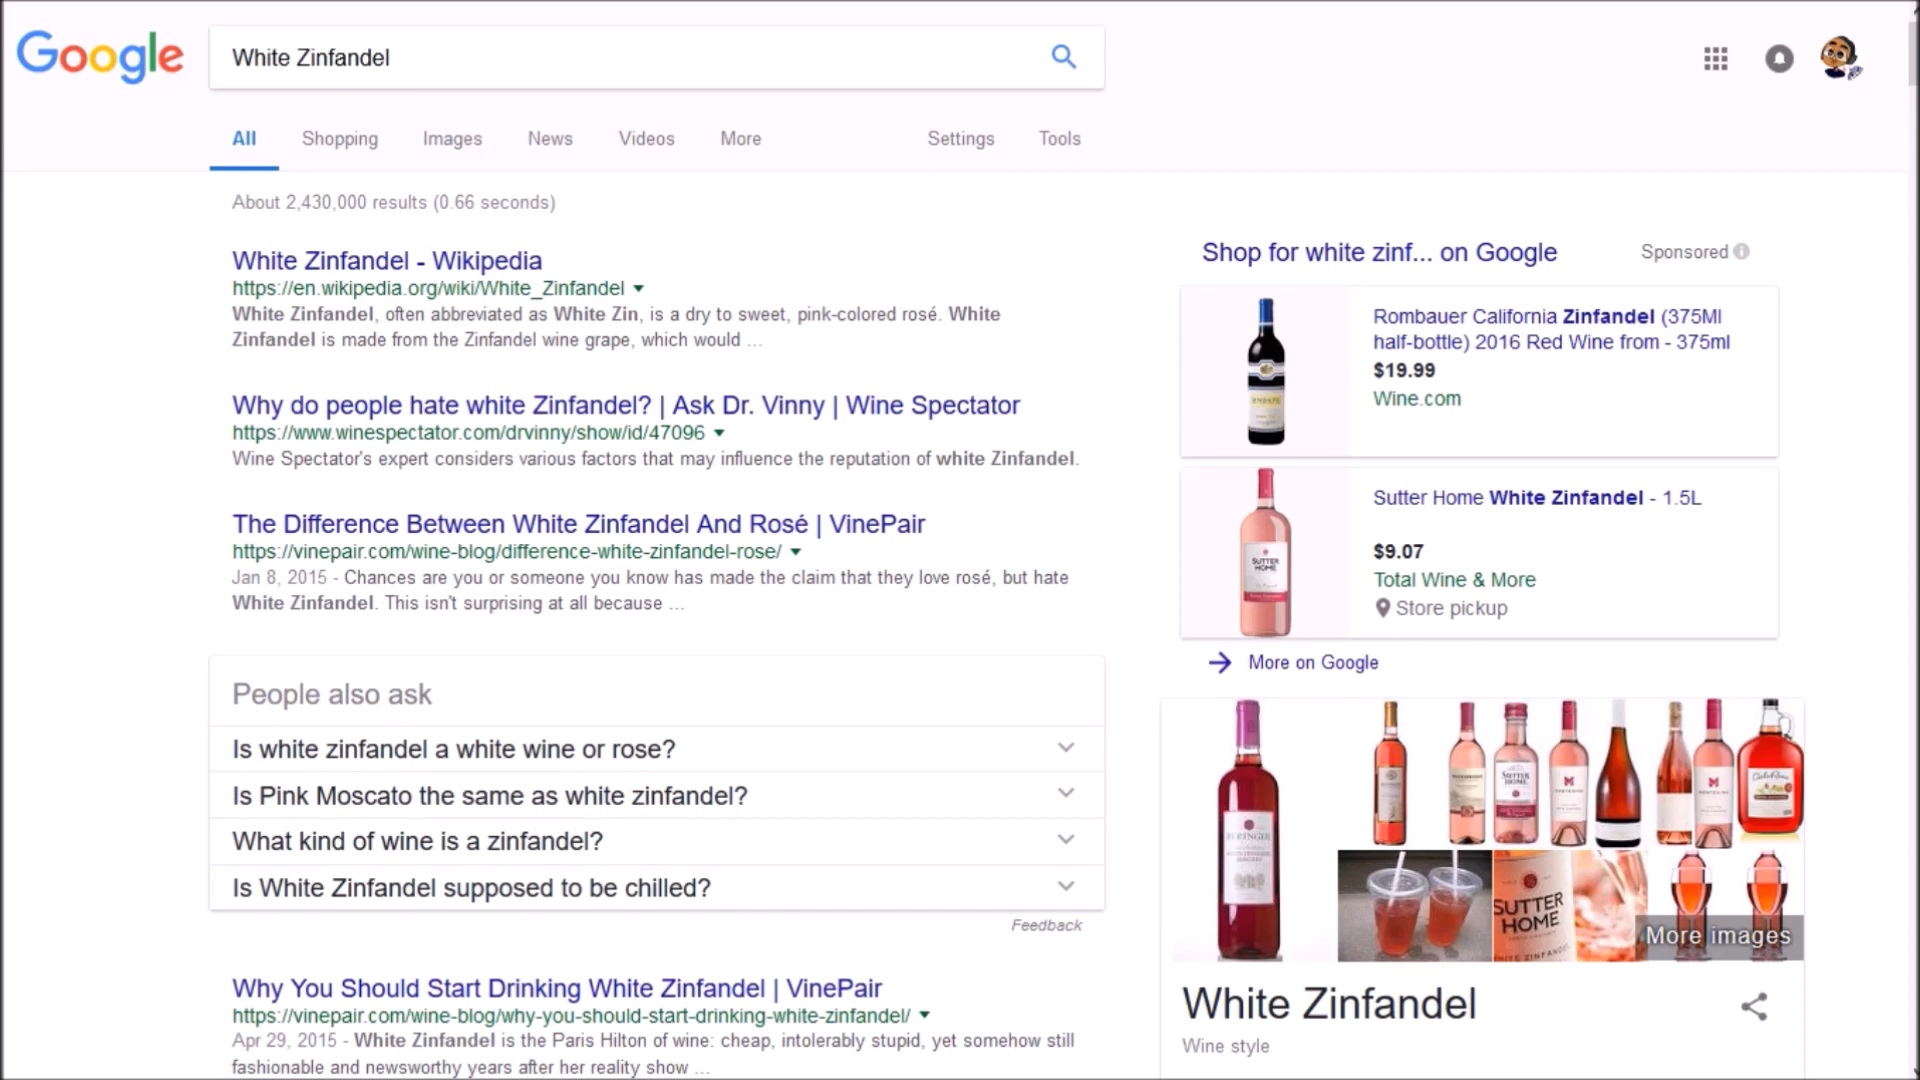 Google
White Zinfandel
All Shopping Images News Videos More Settings Tools
About 2,430,000 results (0.66 seconds)
White Zinfandel - Wikipedia
https://en.wikipedia.org/wiki/White_Zinfandel
White Zinfandel, often abbreviated as White Zin, is a dry to sweet, pink-colored rosé. White
Zinfandel is made from the Zinfandel wine grape, which would ...
Why do people hate white Zinfandel? | Ask Dr. Vinny | Wine Spectator
https://www.winespectator.com/drvinny/show/id/47096
Wine Spectator's expert considers various factors that may influence the reputation of white Zinfandel.
The Difference Between White Zinfandel And Rosé | VinePair
https://vinepair.com/wine-blog/difference-white-zinfandel-rose/
Jan 8, 2015 - Chances are you or someone you know has made the claim that they love rosé, but hate
White Zinfandel. This isn't surprising at all because ...
People also ask
Is white zinfandel a white wine or rose?
Is Pink Moscato the same as white zinfandel?
What kind of wine is a zinfandel?
Is White Zinfandel supposed to be chilled?
Feedback
Why You Should Start Drinking White Zinfandel | VinePair
https://vinepair.com/wine-blog/why-you-should-start-drinking-white-zinfandel/
Apr 29, 2015 - White Zinfandel is the Paris Hilton of wine: cheap, intolerably stupid, yet somehow still
fashionable and newsworthy years after her reality show ...
Shop for white zinf... on Google
Sponsored
Rombauer California Zinfandel (375Ml
half-bottle) 2016 Red Wine from - 375ml
$19.99
Wine.com
SUTTER
HOME
Sutter Home White Zinfandel - 1.5L
$9.07
Total Wine & More
Store pickup
More on Google
BERINGER
SUTTER
HOME
SUTTER
HOME
WHITE ZINFANDEL
More images
White Zinfandel
Wine style